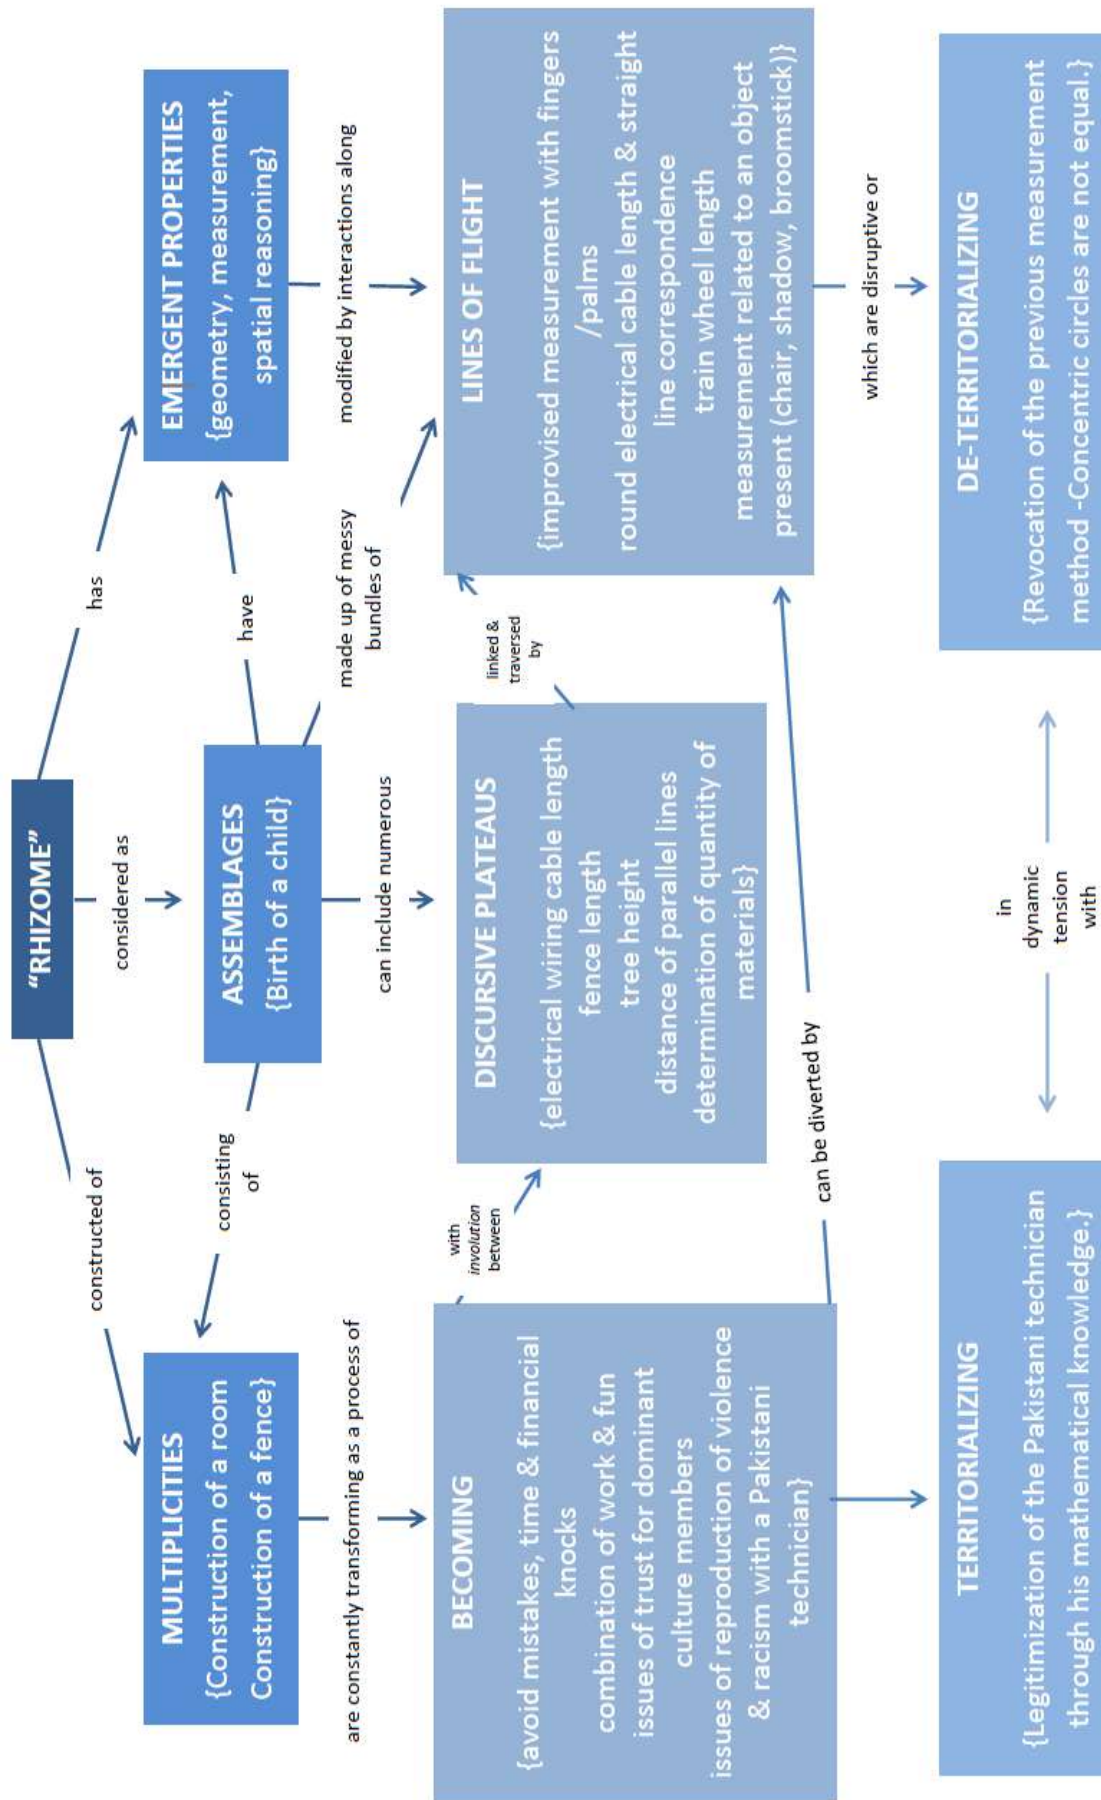 "RHIZOME"
constructed of
considered as
has
MULTIPLICITIES
{Construction of a room
Construction of a fence}
consisting
of
ASSEMBLAGES
{Birth of a child}
have
EMERGENT PROPERTIES
{geometry, measurement,
spatial reasoning}
are constantly transforming as a process of
can include numerous
made up of messy
bundles of
modified by interactions along
BECOMING
{avoid mistakes, time & financial
knocks
combination of work & fun
issues of trust for dominant
culture members
issues of reproduction of violence
& racism with a Pakistani
technician}
with
involution
between
DISCURSIVE PLATEAUS
{electrical wiring cable length
fence length
tree height
distance of parallel lines
determination of quantity of
materials}
linked &
traversed
by
LINES OF FLIGHT
{improvised measurement with fingers
/palms
round electrical cable length & straight
line correspondence
train wheel length
measurement related to an object
present (chair, shadow, broomstick)}
can be diverted by
which are disruptive or
TERRITORIALIZING
{Legitimization of the Pakistani technician
through his mathematical knowledge.}
in
dynamic
tension
with
DE-TERRITORIALIZING
{Revocation of the previous measurement
method -Concentric circles are not equal.}